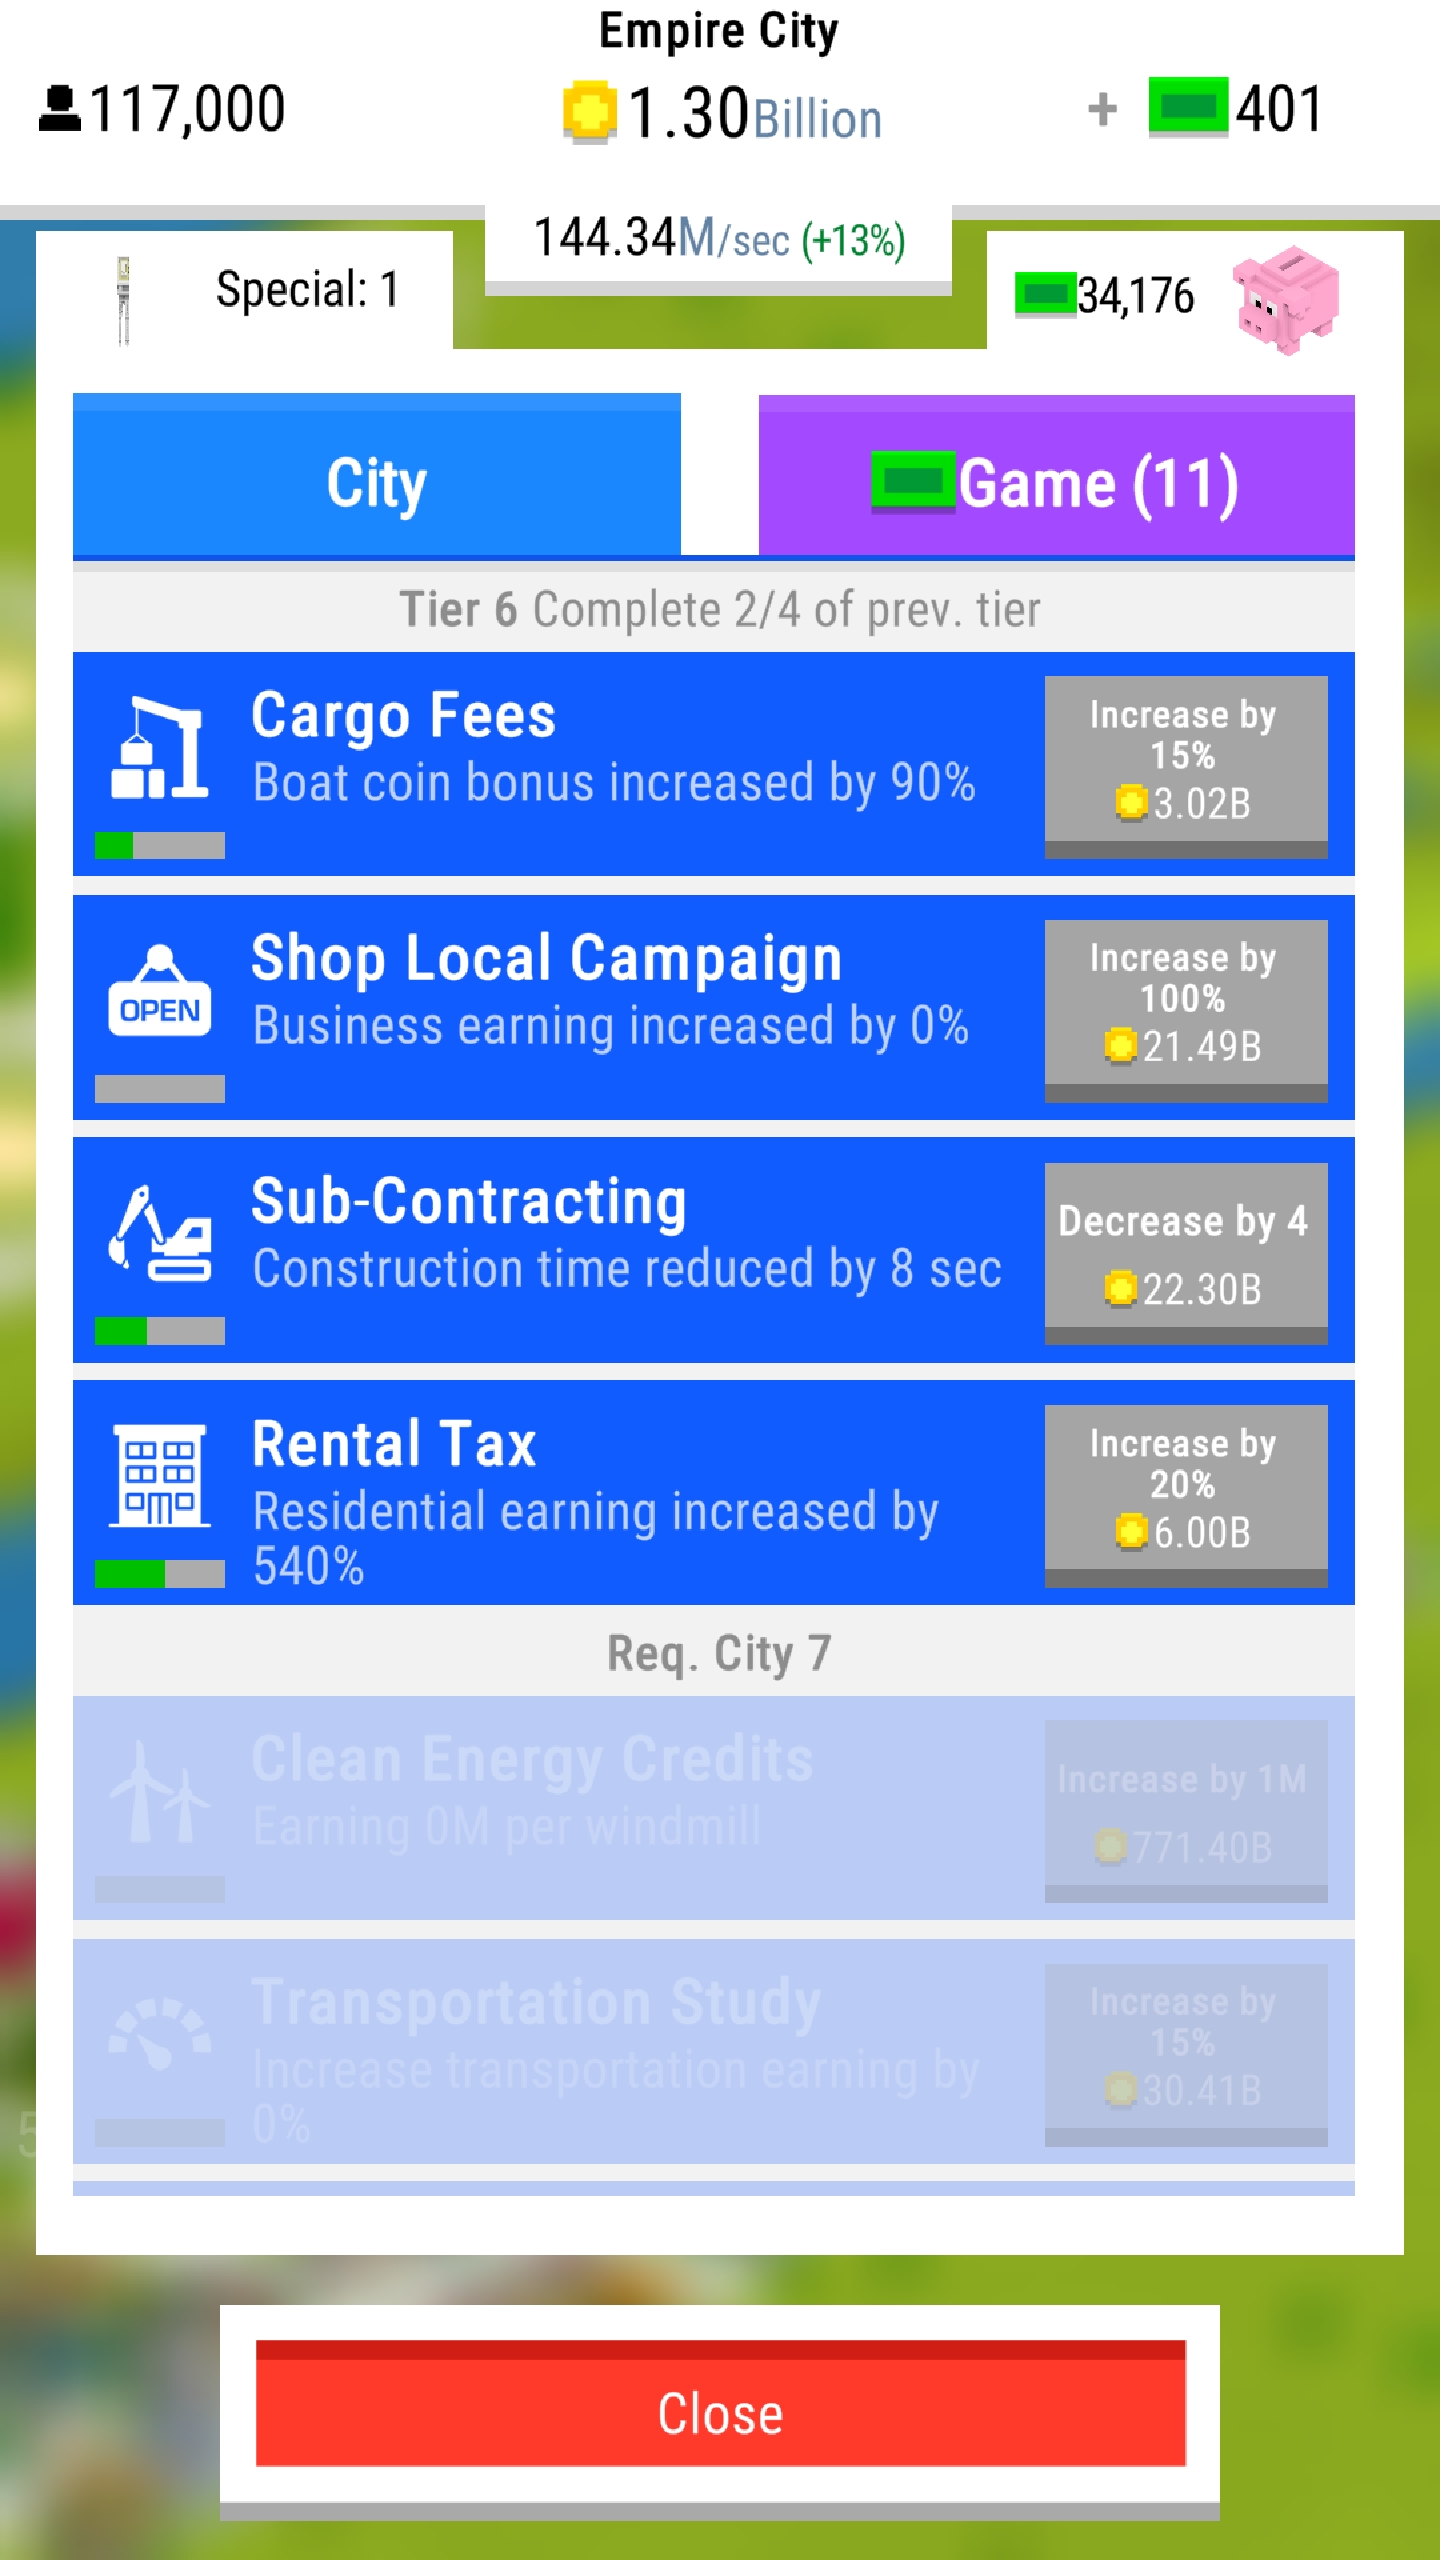 Empire City
117,000
1.30Billion
+ 401
144.34M/sec (+13%)
Special: 1
34,176
City
Game (11)
Tier 6 Complete 2/4 of prev. tier
Cargo Fees
Boat coin bonus increased by 90%
Increase by
15%
3.02B
Shop Local Campaign
Business earning increased by 0%
OPEN
Increase by
100%
21.49B
Sub-Contracting
Construction time reduced by 8 sec
Decrease by 4
22.30B
Rental Tax
Residential earning increased by
540%
Increase by
20%
6.00B
Req. City 7
Clean Energy Credits
Earning 0M per windmill
Increase by 1M
771.40B
Transportation Study
Increase transportation earning by
0%
Increase by
15%
30.41B
5
Close